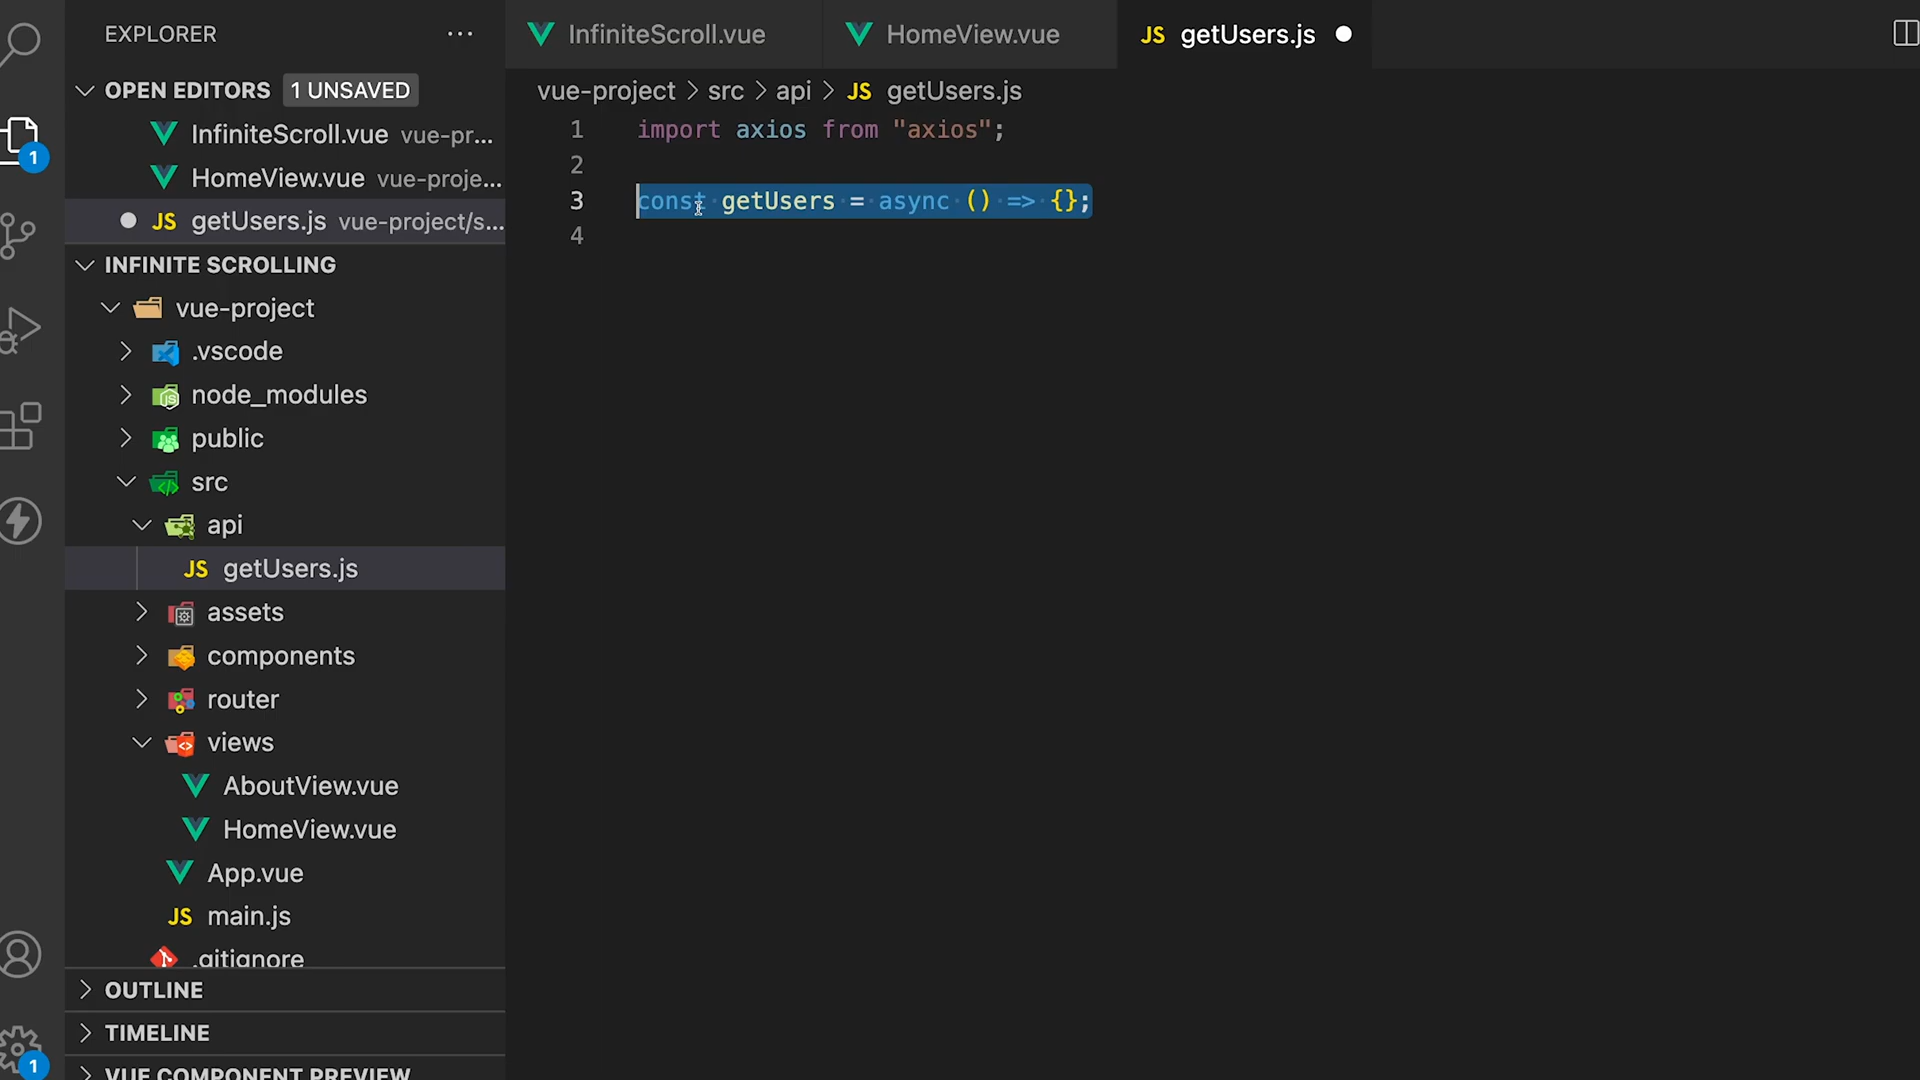 EXPLORER
OPEN EDITORS 1 UNSAVED
InfiniteScroll.vue vue-pr...
HomeView.vue vue-proje...
JS getUsers.js vue-project/s...
INFINITE SCROLLING
vue-project
.vscode
node_modules
public
src
api
JS getUsers.js
assets
components
router
views
AboutView.vue
HomeView.vue
App.vue
JS main.js
.gitignore
OUTLINE
TIMELINE
VUE COMPONENT PREVIEW
1
1
InfiniteScroll.vue HomeView.vue JS getUsers.js
vue-project > src > api > JS getUsers.js
1 import axios from "axios";
2
3 const getUsers = async () => {};
4